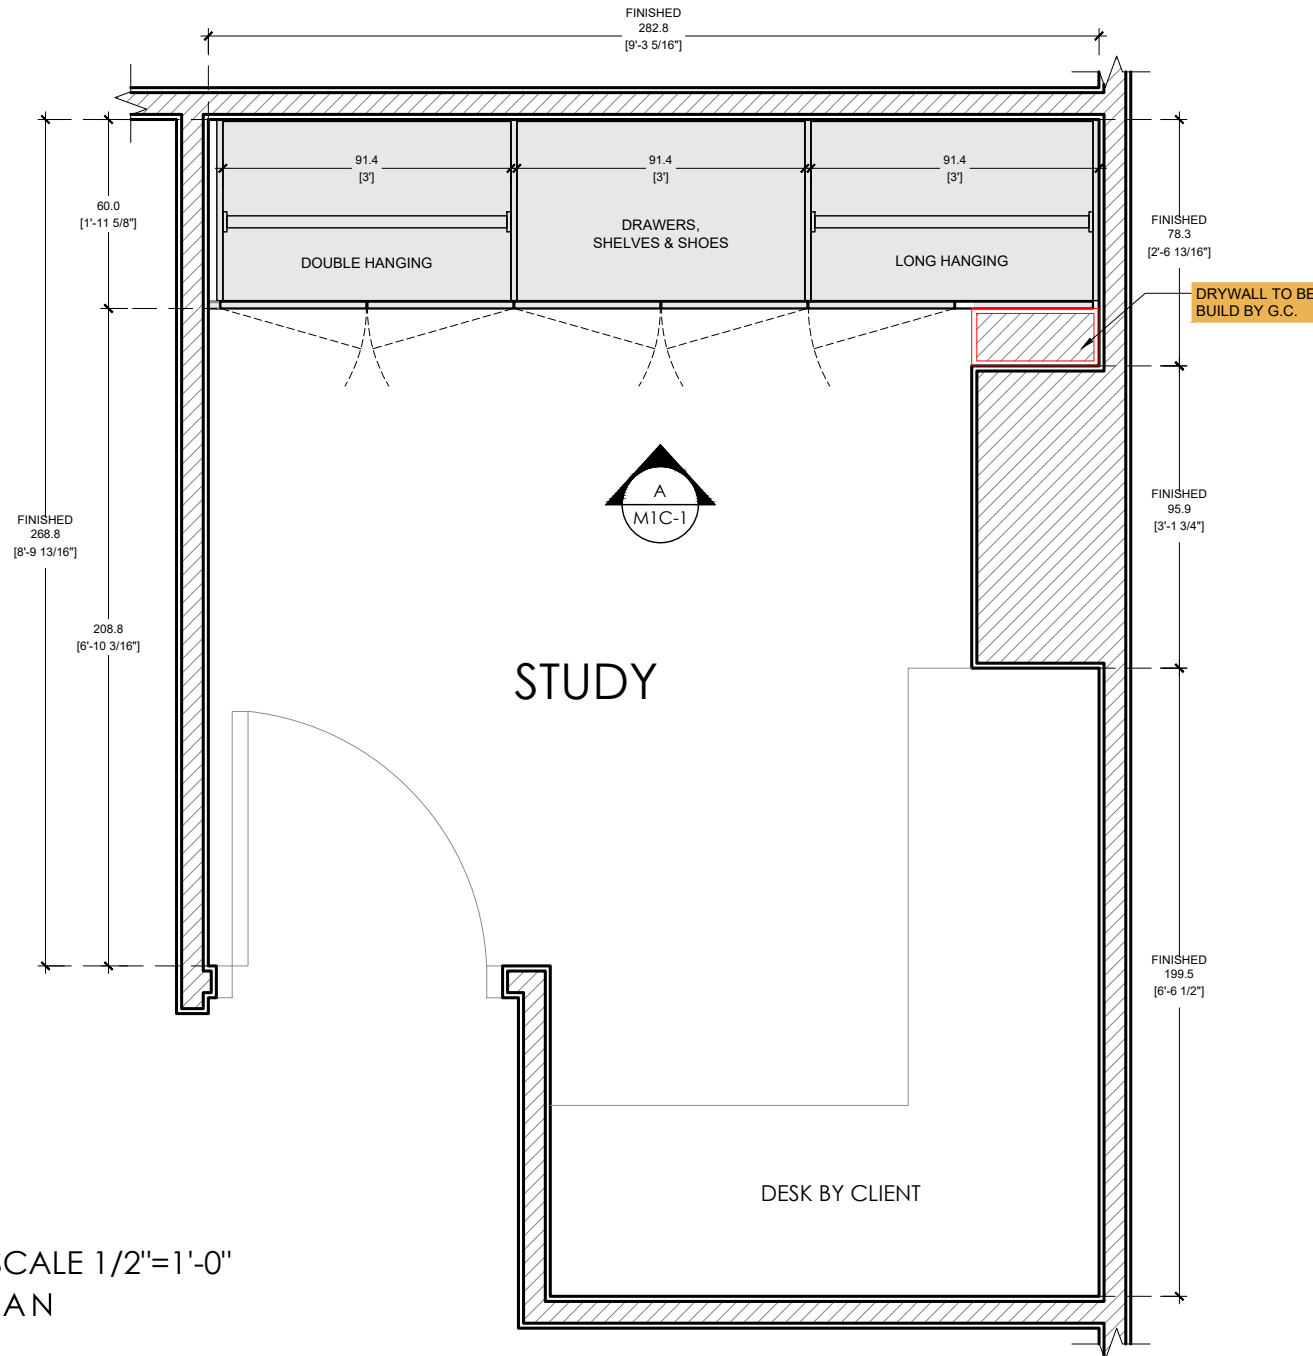 FINISHED
282.8
[9'-3 5/16"]
91.4
[3']
91.4
[3']
91.4
[3']
60.0
[1'-11 5/8"]
FINISHED
78.3
[2'-6 13/16"]
DRAWERS,
SHELVES & SHOES
DOUBLE HANGING
LONG HANGING
DRYWALL TO BE
BUILD BY G.C.
A
M1C-1
FINISHED
268.8
[8'-9 13/16"]
FINISHED
95.9
[3'-1 3/4"]
208.8
[6'-10 3/16"]
STUDY
FINISHED
199.5
[6'-6 1/2"]
DESK BY CLIENT
SCALE 1/2"=1'-0"
AN